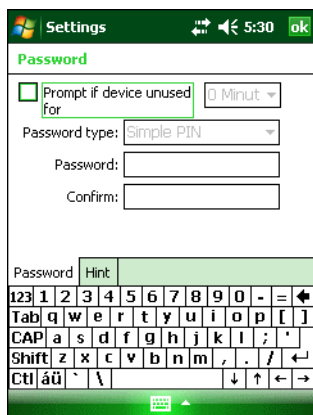 Settings 5:30 ok
Password
Prompt if device unused for 0 Minut
Password type: Simple PIN
Password:
Confirm:
Password Hint
123 1 2 3 4 5 6 7 8 9 0 - =
Tab q w e r t y u i o p [ ]
CAP a s d f g h j k l ; '
Shift z x c v b n m , . /
Ctl áü ` \